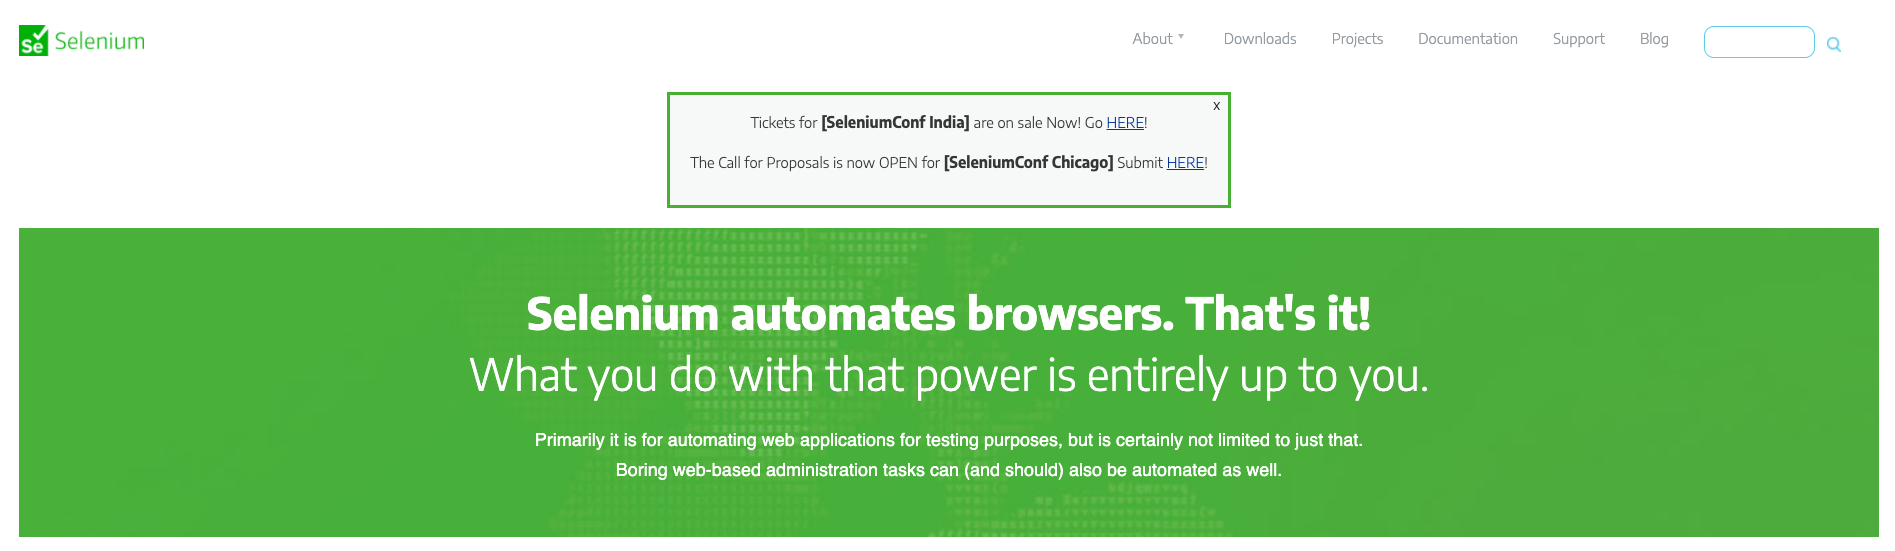 Se Selenium
About Downloads Projects Documentation Support Blog
x
Tickets for [SeleniumConf India] are on sale Now! Go HERE!
The Call for Proposals is now OPEN for [SeleniumConf Chicago] Submit HERE!
Selenium automates browsers. That's it!
What you do with that power is entirely up to you.
Primarily it is for automating web applications for testing purposes, but is certainly not limited to just that.
Boring web-based administration tasks can (and should) also be automated as well.